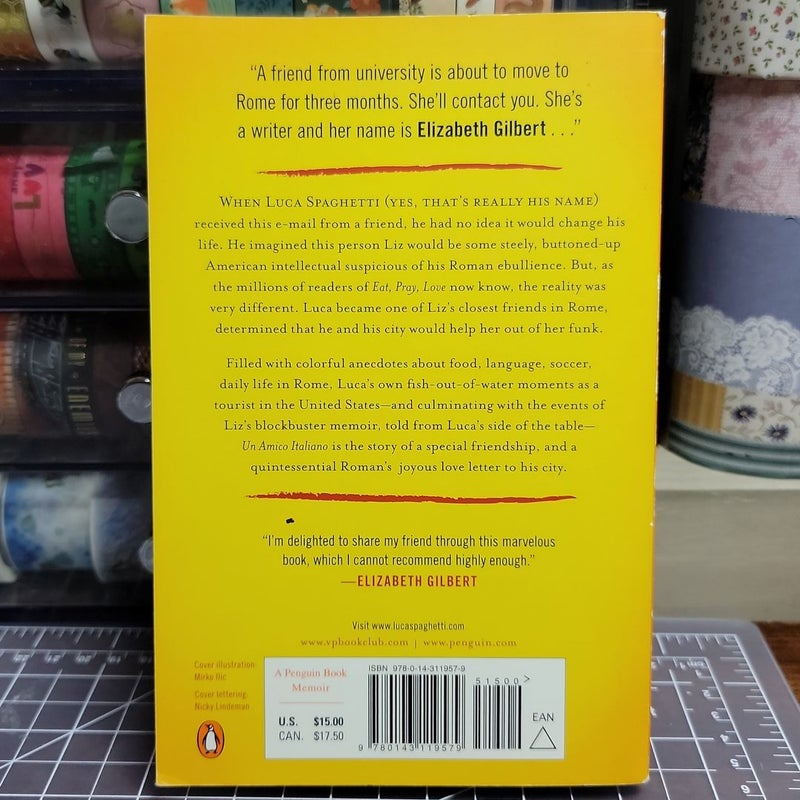 “A friend from university is about to move to
Rome for three months. She’ll contact you. She’s
a writer and her name is Elizabeth Gilbert . . .”
When Luca Spaghetti (yes, that’s really his name)
received this e-mail from a friend, he had no idea it would change his
life. He imagined this person Liz would be some steely, buttoned-up
American intellectual suspicious of his Roman ebullience. But, as
the millions of readers of Eat, Pray, Love now know, the reality was
very different. Luca became one of Liz’s closest friends in Rome,
determined that he and his city would help her out of her funk.
Filled with colorful anecdotes about food, language, soccer,
daily life in Rome, Luca’s own fish-out-of-water moments as a
tourist in the United States—and culminating with the events of
Liz’s blockbuster memoir, told from Luca’s side of the table—
Un Amico Italiano is the story of a special friendship, and a
quintessential Roman’s joyous love letter to his city.
“I’m delighted to share my friend through this marvelous
book, which I cannot recommend highly enough.”
—ELIZABETH GILBERT
Visit www.lucaspaghetti.com
www.vpbookclub.com | www.penguin.com
Cover illustration:
Mirko Ilic
Cover lettering:
Nicky Lindeman
A Penguin Book
Memoir
U.S. $15.00
CAN. $17.50
ISBN 978-0-14-311957-9
51500 >
EAN
9 780143 119579